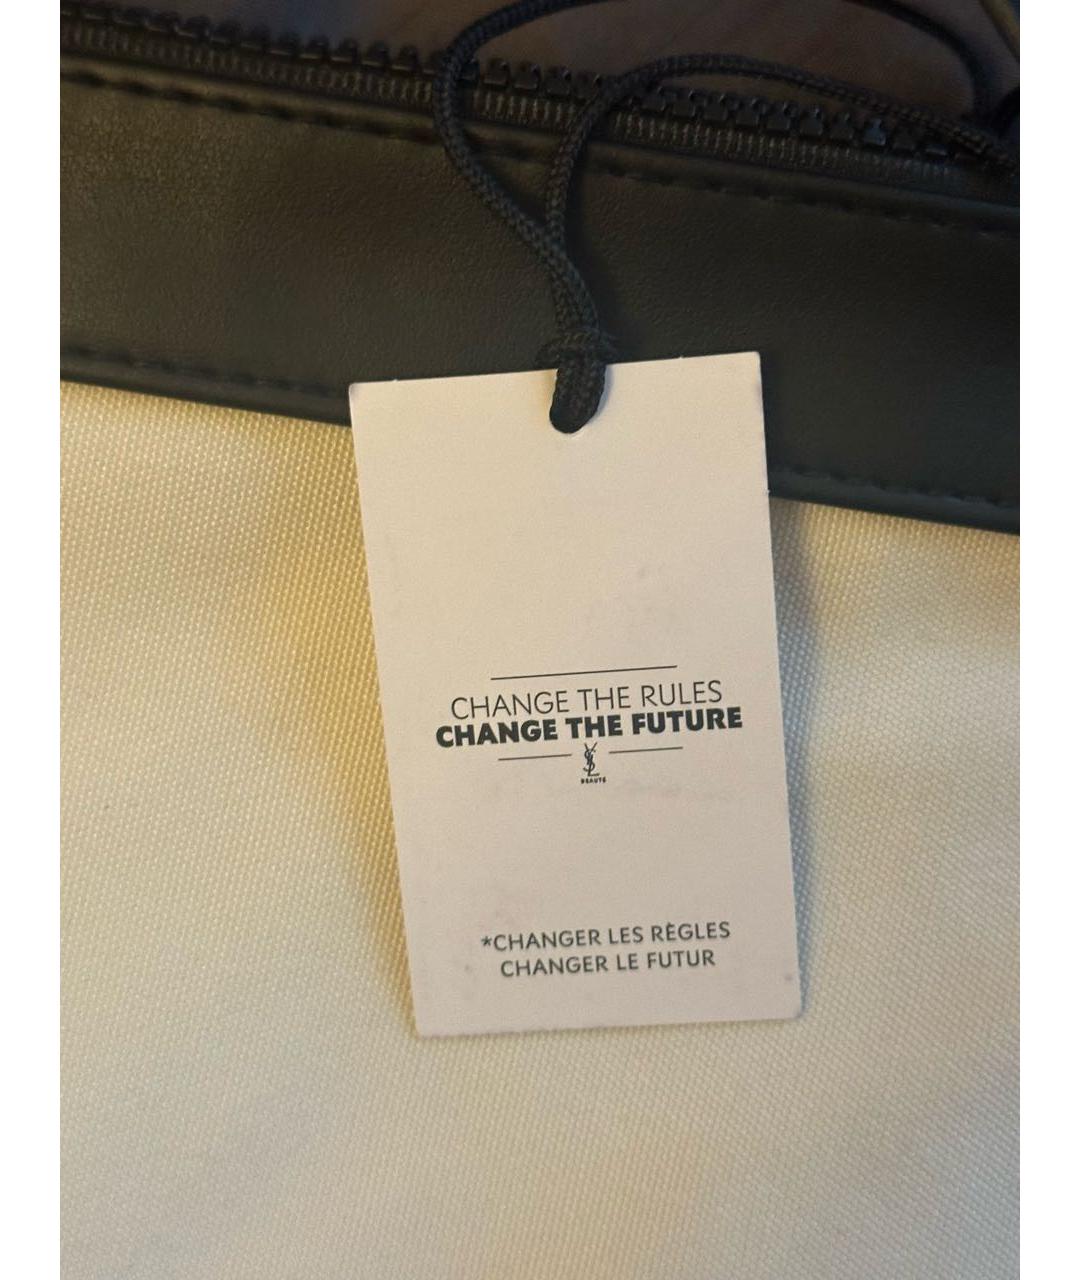 CHANGE THE RULES
CHANGE THE FUTURE
YSL
BEAUTÉ
*CHANGER LES RÈGLES
CHANGER LE FUTUR